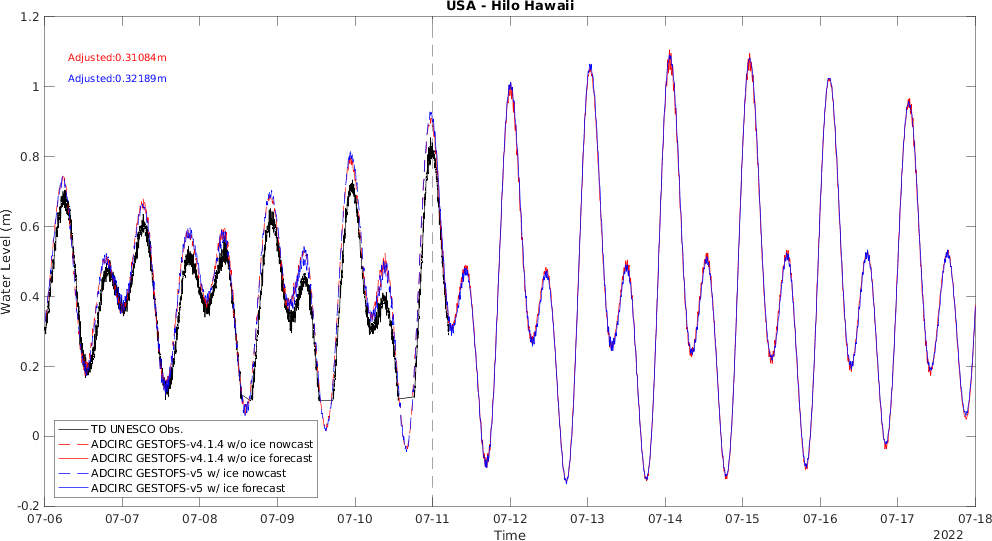 USA - Hilo Hawaii
Adjusted:0.31084m
Adjusted:0.32189m
Water Level (m)
1.2
1
0.8
0.6
0.4
0.2
0
-0.2
TD UNESCO Obs.
ADCIRC GESTOFS-v4.1.4 w/o ice nowcast
ADCIRC GESTOFS-v4.1.4 w/o ice forecast
ADCIRC GESTOFS-v5 w/ ice nowcast
ADCIRC GESTOFS-v5 w/ ice forecast
07-06 07-07 07-08 07-09 07-10 07-11 07-12 07-13 07-14 07-15 07-16 07-17 07-18
Time
2022